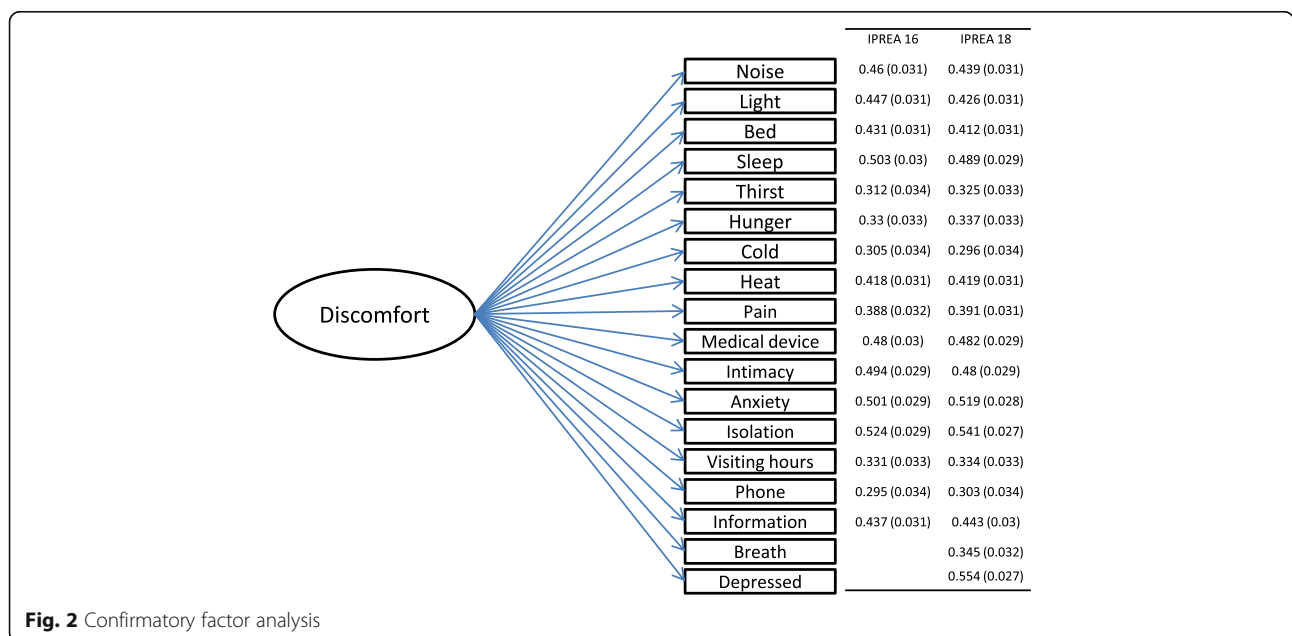 IPREA 16 IPREA 18
Noise 0.46 (0.031) 0.439 (0.031)
Light 0.447 (0.031) 0.426 (0.031)
Bed 0.431 (0.031) 0.412 (0.031)
Sleep 0.503 (0.03) 0.489 (0.029)
Thirst 0.312 (0.034) 0.325 (0.033)
Hunger 0.33 (0.033) 0.337 (0.033)
Cold 0.305 (0.034) 0.296 (0.034)
Heat 0.418 (0.031) 0.419 (0.031)
Discomfort Pain 0.388 (0.032) 0.391 (0.031)
Medical device 0.48 (0.03) 0.482 (0.029)
Intimacy 0.494 (0.029) 0.48 (0.029)
Anxiety 0.501 (0.029) 0.519 (0.028)
Isolation 0.524 (0.029) 0.541 (0.027)
Visiting hours 0.331 (0.033) 0.334 (0.033)
Phone 0.295 (0.034) 0.303 (0.034)
Information 0.437 (0.031) 0.443 (0.03)
Breath 0.345 (0.032)
Depressed 0.554 (0.027)
Fig. 2 Confirmatory factor analysis